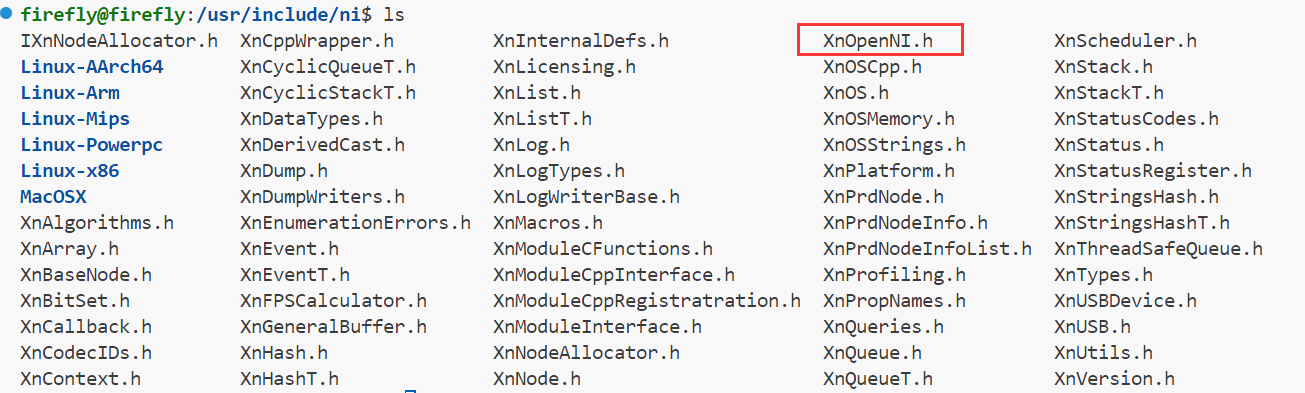 firefly@firefly:/usr/include/ni$ ls
IXnNodeAllocator.h XnCppWrapper.h XnInternalDefs.h XnOpenNI.h XnScheduler.h
Linux-AArch64 XnCyclicQueueT.h XnLicensing.h XnOSCpp.h XnStack.h
Linux-Arm XnCyclicStackT.h XnList.h XnOS.h XnStackT.h
Linux-Mips XnDataTypes.h XnListT.h XnOSMemory.h XnStatusCodes.h
Linux-Powerpc XnDerivedCast.h XnLog.h XnOSStrings.h XnStatus.h
Linux-x86 XnDump.h XnLogTypes.h XnPlatform.h XnStatusRegister.h
MacOSX XnDumpWriters.h XnLogWriterBase.h XnPrdNode.h XnStringsHash.h
XnAlgorithms.h XnEnumerationErrors.h XnMacros.h XnPrdNodeInfo.h XnStringsHashT.h
XnArray.h XnEvent.h XnModuleCFunctions.h XnPrdNodeInfoList.h XnThreadSafeQueue.h
XnBaseNode.h XnEventT.h XnModuleCppInterface.h XnProfiling.h XnTypes.h
XnBitSet.h XnFPSCalculator.h XnModuleCppRegistratration.h XnPropNames.h XnUSBDevice.h
XnCallback.h XnGeneralBuffer.h XnModuleInterface.h XnQueries.h XnUSB.h
XnCodecIDs.h XnHash.h XnNodeAllocator.h XnQueue.h XnUtils.h
XnContext.h XnHashT.h XnNode.h XnQueueT.h XnVersion.h